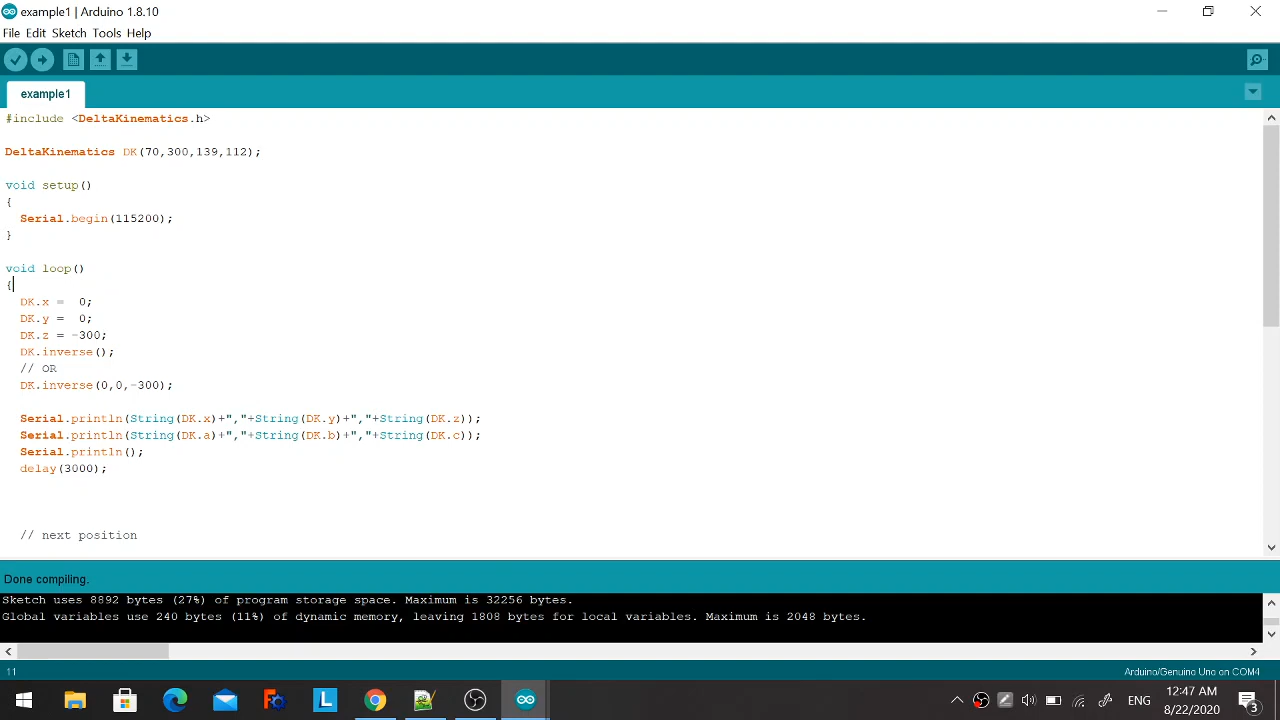 example1 | Arduino 1.8.10
File Edit Sketch Tools Help
example1
#include <DeltaKinematics.h>
DeltaKinematics DK(70,300,139,112);
void setup()
{
  Serial.begin(115200);
}
void loop()
{
  DK.x =  0;
  DK.y =  0;
  DK.z = -300;
  DK.inverse();
  // OR
  DK.inverse(0,0,-300);
  Serial.println(String(DK.x)+","+String(DK.y)+","+String(DK.z));
  Serial.println(String(DK.a)+","+String(DK.b)+","+String(DK.c));
  Serial.println();
  delay(3000);
  // next position
Done compiling.
Sketch uses 8892 bytes (27%) of program storage space. Maximum is 32256 bytes.
Global variables use 240 bytes (11%) of dynamic memory, leaving 1808 bytes for local variables. Maximum is 2048 bytes.
11
Arduino/Genuino Uno on COM4
L
ENG
12:47 AM
8/22/2020
3